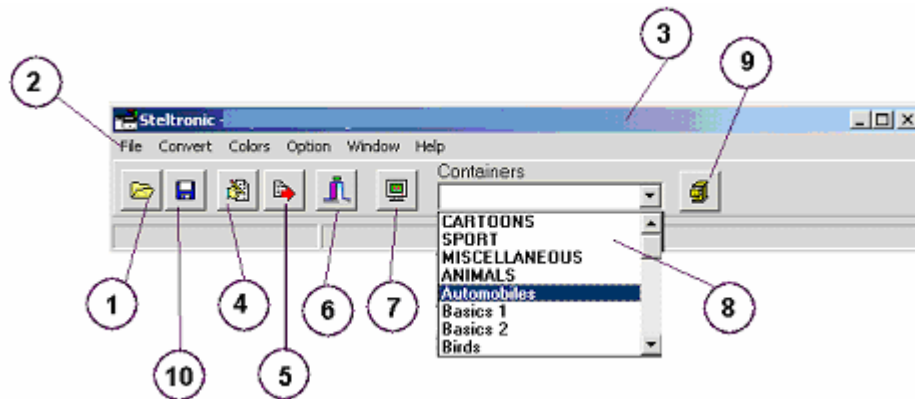 3
9
2
Steltronic -
File Convert Colors Option Window Help
Containers
CARTOONS
SPORT
MISCELLANEOUS
ANIMALS
Automobiles
Basics 1
Basics 2
Birds
1
4
6
7
8
10
5